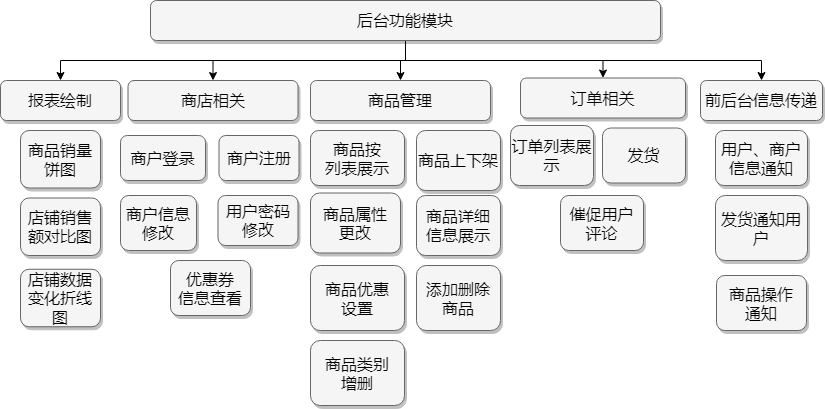 后台功能模块
报表绘制
商店相关
商品管理
订单相关
前后台信息传递
商品销量
饼图
店铺销售
额对比图
店铺数据
变化折线
图
商户登录
商户注册
商户信息
修改
用户密码
修改
优惠券
信息查看
商品按
列表展示
商品上下架
商品属性
更改
商品详细
信息展示
商品优惠
设置
添加删除
商品
商品类别
增删
订单列表展
示
发货
催促用户
评论
用户、商户
信息通知
发货通知用
户
商品操作
通知